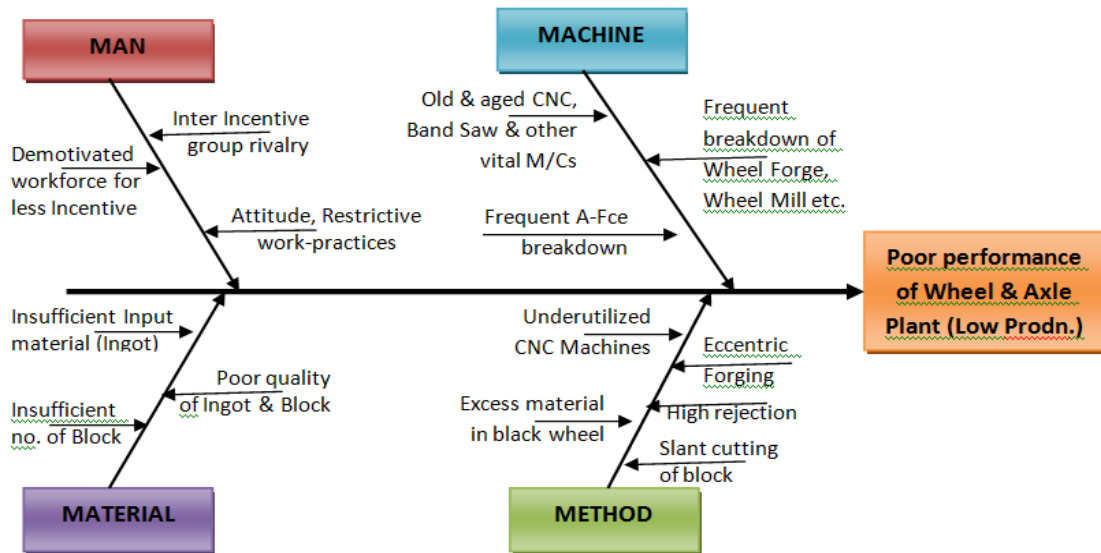 MAN
MACHINE
Inter Incentive
group rivalry
Demotivated
workforce for
less Incentive
Attitude, Restrictive
work-practices
Old & aged CNC,
Band Saw & other
vital M/Cs
Frequent
breakdown of
Wheel Forge,
Wheel Mill etc.
Frequent A-Fce
breakdown
Poor performance
of Wheel & Axle
Plant (Low Prodn.)
Insufficient Input
material (Ingot)
Poor quality
of Ingot & Block
Insufficient
no. of Block
Underutilized
CNC Machines
Eccentric
Forging
High rejection
Excess material
in black wheel
Slant cutting
of block
MATERIAL
METHOD